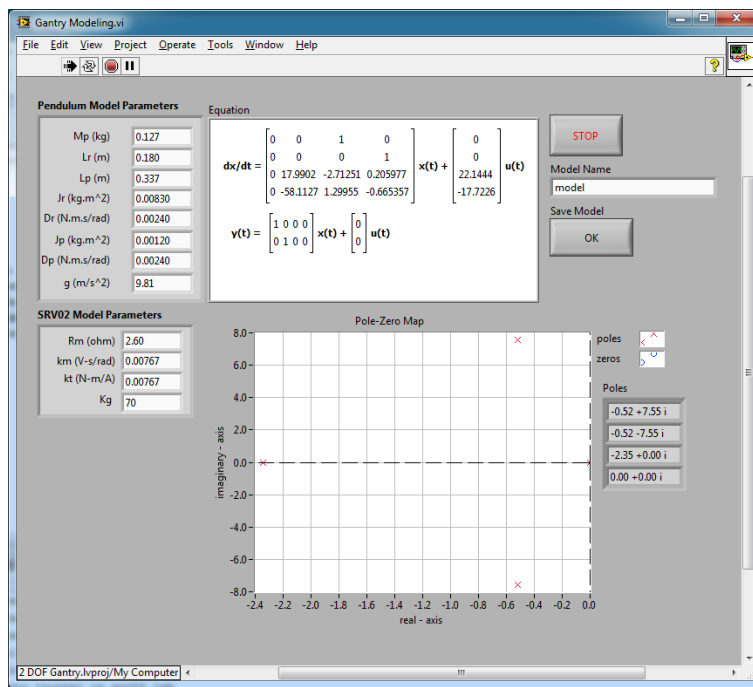 Gantry Modeling.vi
File Edit View Project Operate Tools Window Help
Pendulum Model Parameters
Mp (kg) 0.127
Lr (m) 0.180
Lp (m) 0.337
Jr (kg.m^2) 0.00830
Dr (N.m.s/rad) 0.00240
Jp (kg.m^2) 0.00120
Dp (N.m.s/rad) 0.00240
g (m/s^2) 9.81
SRV02 Model Parameters
Rm (ohm) 2.60
km (V-s/rad) 0.00767
kt (N-m/A) 0.00767
Kg 70
Equation
0 0 1 0 0
0 0 0 1 0
dx/dt = x(t) + u(t)
0 17.9902 -2.71251 0.205977 22.1444
0 -58.1127 1.29955 -0.665357 -17.7226
y(t) = 1 0 0 0 x(t) + 0 u(t)
0 1 0 0 0
STOP
Model Name
model
Save Model
OK
Pole-Zero Map
8.0
6.0
4.0
2.0
0.0
-2.0
-4.0
-6.0
-8.0
imaginary - axis
-2.4 -2.2 -2.0 -1.8 -1.6 -1.4 -1.2 -1.0 -0.8 -0.6 -0.4 -0.2 0.0
real - axis
poles
zeros
Poles
-0.52 +7.55 i
-0.52 -7.55 i
-2.35 +0.00 i
0.00 +0.00 i
2 DOF Gantry.lvproj/My Computer